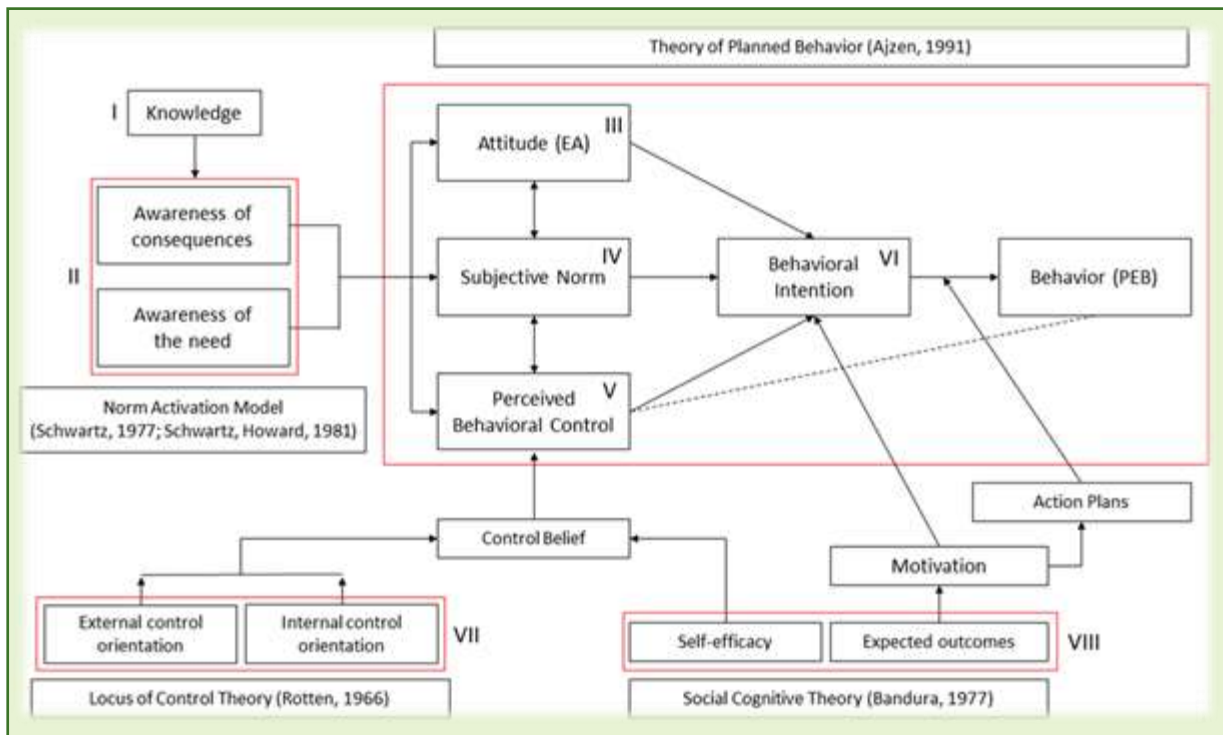 Theory of Planned Behavior (Ajzen, 1991)
I
Knowledge
Attitude (EA)
III
Awareness of
consequences
II
Awareness of
the need
Subjective Norm
IV
Behavioral
Intention
VI
Behavior (PEB)
Perceived
Behavioral Control
V
Norm Activation Model
(Schwartz, 1977; Schwartz, Howard, 1981)
Action Plans
Control Belief
Motivation
External control
orientation
Internal control
orientation
VII
Self-efficacy
Expected outcomes
VIII
Locus of Control Theory (Rotten, 1966)
Social Cognitive Theory (Bandura, 1977)